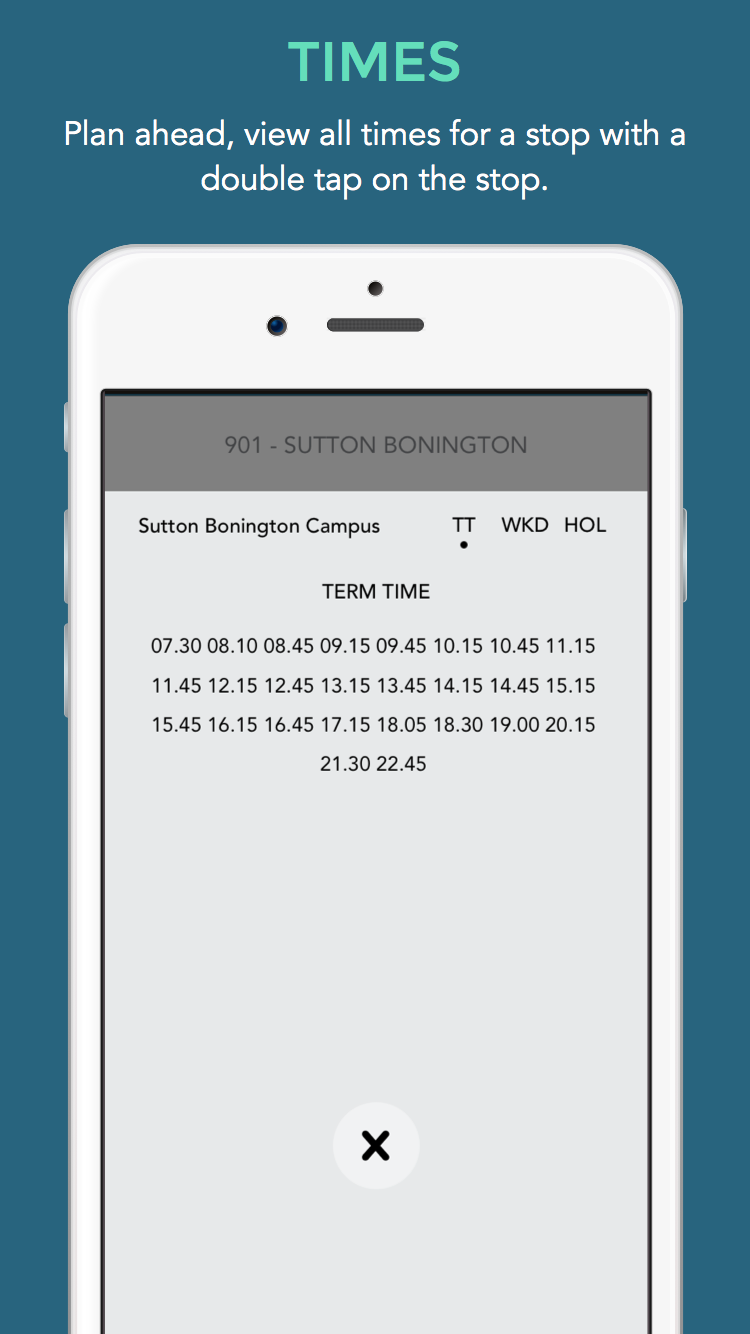 TIMES
Plan ahead, view all times for a stop with a
double tap on the stop.
901 - SUTTON BONINGTON
Sutton Bonington Campus TT WKD HOL
TERM TIME
07.30 08.10 08.45 09.15 09.45 10.15 10.45 11.15
11.45 12.15 12.45 13.15 13.45 14.15 14.45 15.15
15.45 16.15 16.45 17.15 18.05 18.30 19.00 20.15
21.30 22.45